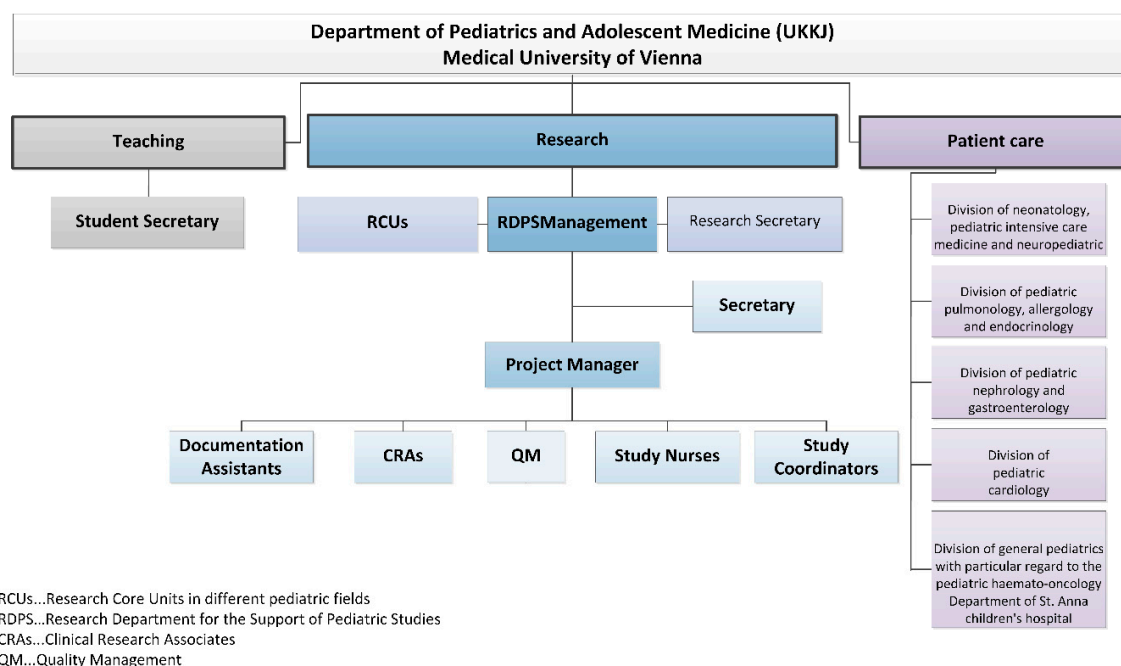 Department of Pediatrics and Adolescent Medicine (UKKJ)
Medical University of Vienna
Teaching
Research
Patient care
Student Secretary
RCUs
RDPSManagement
Research Secretary
Secretary
Project Manager
Documentation
Assistants
CRAs
QM
Study Nurses
Study
Coordinators
Division of neonatology,
pediatric intensive care
medicine and neuropediatric
Division of pediatric
pulmonology, allergology
and endocrinology
Division of pediatric
nephrology and
gastroenterology
Division of
pediatric
cardiology
Division of general pediatrics
with particular regard to the
pediatric haemato-oncology
Department of St. Anna
children's hospital
RCUs...Research Core Units in different pediatric fields
RDPS...Research Department for the Support of Pediatric Studies
CRAs...Clinical Research Associates
QM...Quality Management